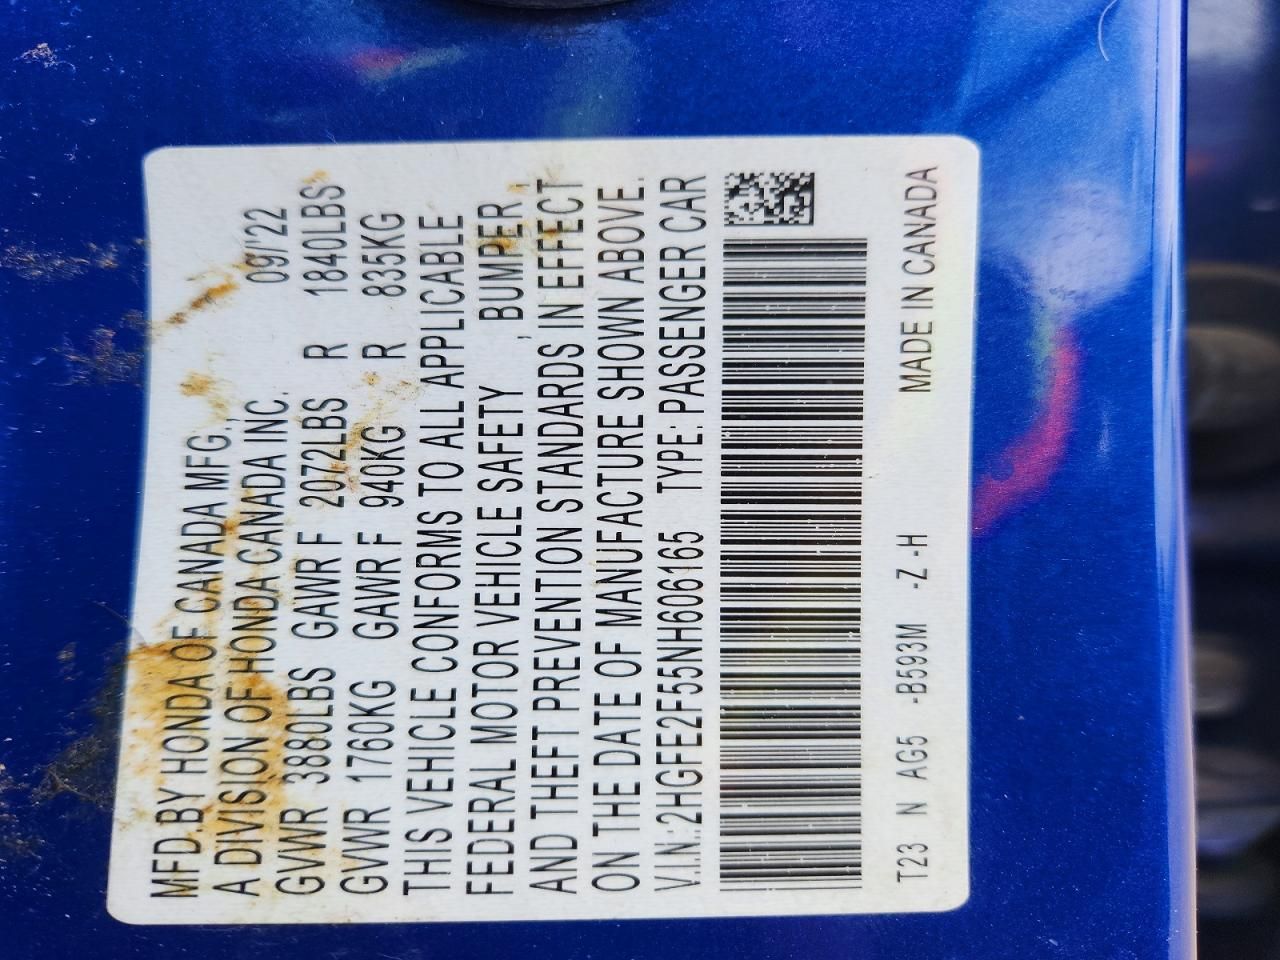 MFD.BY HONDA OF CANADA MFG.,
A DIVISION OF HONDA CANADA INC. 09/'22
GVWR 3880LBS GAWR F 2072LBS R 1840LBS
GVWR 1760KG GAWR F 940KG R 835KG
THIS VEHICLE CONFORMS TO ALL APPLICABLE
FEDERAL MOTOR VEHICLE SAFETY , BUMPER ,
AND THEFT PREVENTION STANDARDS IN EFFECT
ON THE DATE OF MANUFACTURE SHOWN ABOVE.
V.I.N.:2HGFE2F55NH606165 TYPE: PASSENGER CAR
T23 N AG5 -B593M -Z -H MADE IN CANADA